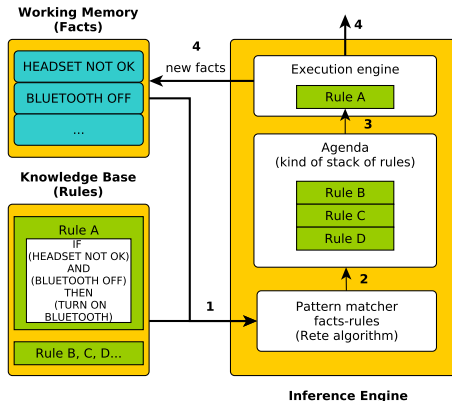 Working Memory
(Facts)
HEADSET NOT OK
BLUETOOTH OFF
...
4
new facts
Knowledge Base
(Rules)
Rule A
IF
(HEADSET NOT OK)
AND
(BLUETOOTH OFF)
THEN
(TURN ON
BLUETOOTH)
Rule B, C, D...
1
4
Execution engine
Rule A
3
Agenda
(kind of stack of rules)
Rule B
Rule C
Rule D
2
Pattern matcher
facts-rules
(Rete algorithm)
Inference Engine